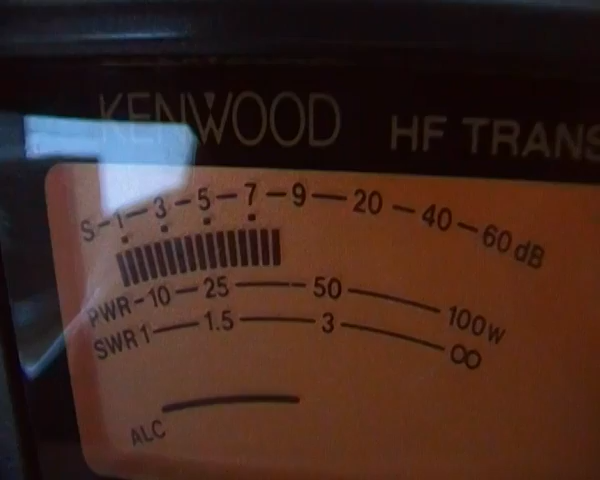 KENWOOD HF TRANS
S-1-3-5-7-9-20-40-60dB
PWR-10-25-50-100W
SWR1-1.5-3-∞
ALC